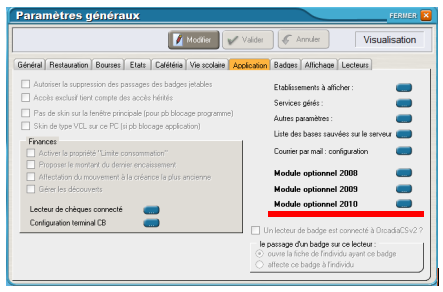 Paramètres généraux
FERMER
Modifier
Valider
Annuler
Visualisation
Général Restauration Bourses Etats Cafétéria Vie scolaire Application Badges Affichage Lecteurs
Autoriser la suppression des passages des badges jetables
Accès exclusif tient compte des accès hérités
Pas de skin sur la fenêtre principale (pour pb blocage programme)
Skin de type VCL sur ce PC (si pb blocage application)
Finances
Activer la propriété "Limite consommation"
Proposer le montant du dernier encaissement
Affectation du mouvement à la créance la plus ancienne
Gérer les découverts
Lecteur de chèques connecté
Configuration terminal CB
Etablissements à afficher :
Services gérés :
Autres paramètres :
Liste des bases sauvées sur le serveur
Courrier par mail : configuration
Module optionnel 2008
Module optionnel 2009
Module optionnel 2010
Un lecteur de badge est connecté à OrcadiaCSv2 ?
le passage d'un badge sur ce lecteur :
ouvre la fiche de l'individu ayant ce badge
affecte ce badge à l'individu